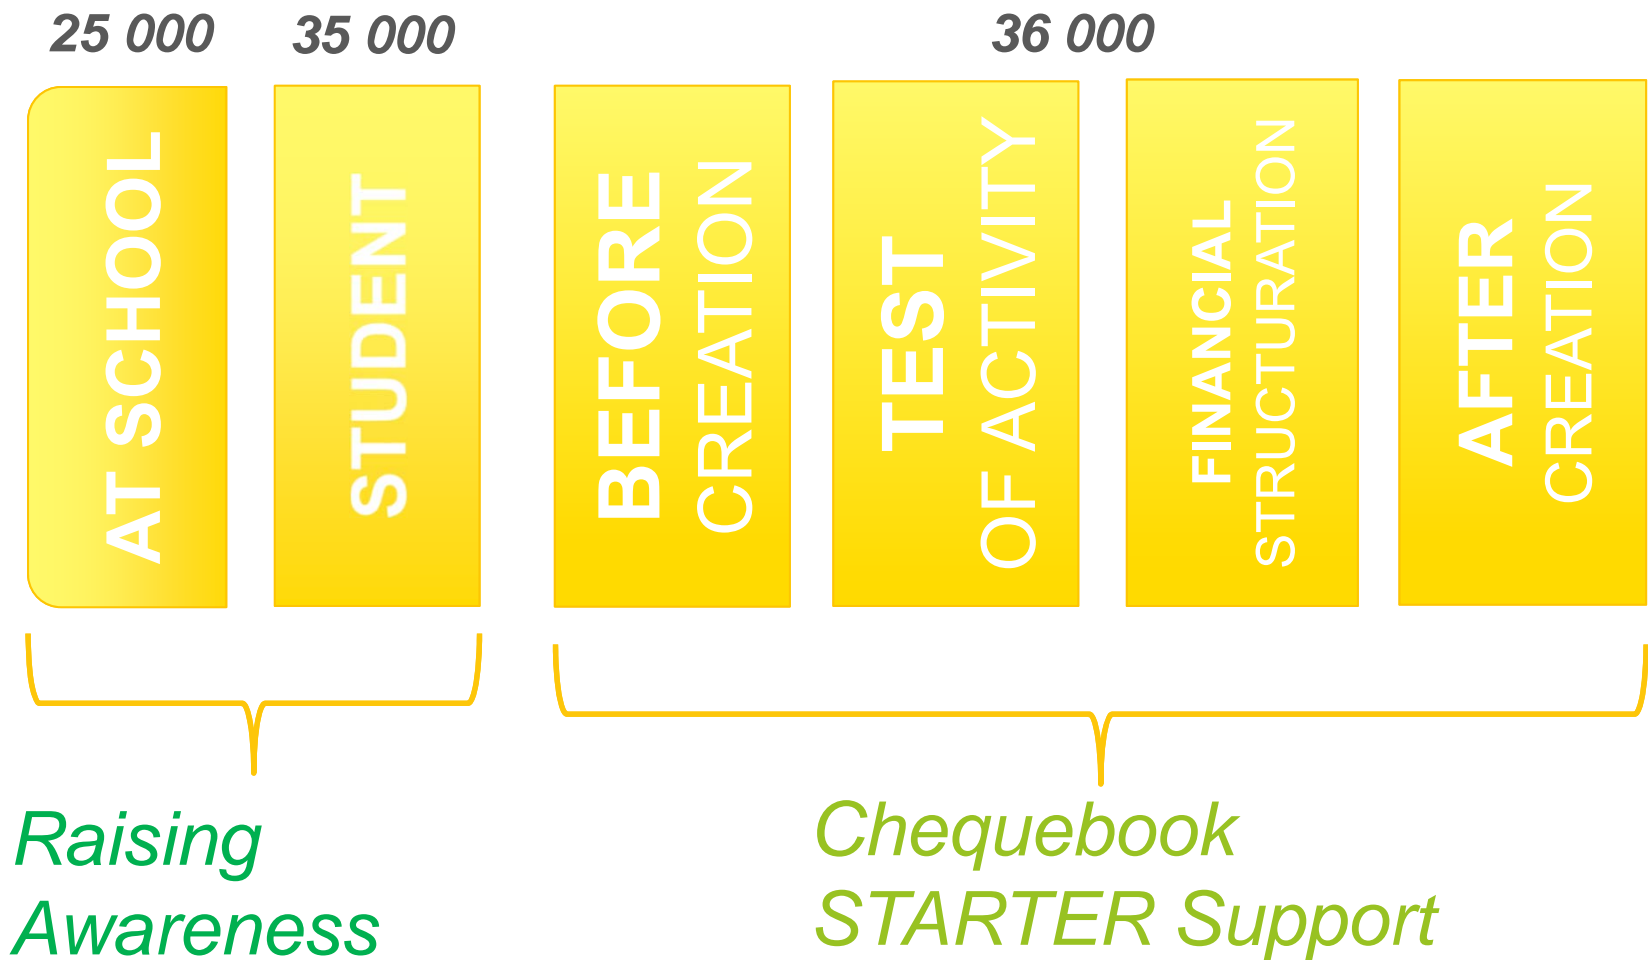 25 000
35 000
36 000
AT SCHOOL
STUDENT
BEFORE
CREATION
TEST
OF ACTIVITY
FINANCIAL
STRUCTURATION
AFTER
CREATION
Raising
Awareness
Chequebook
STARTER Support